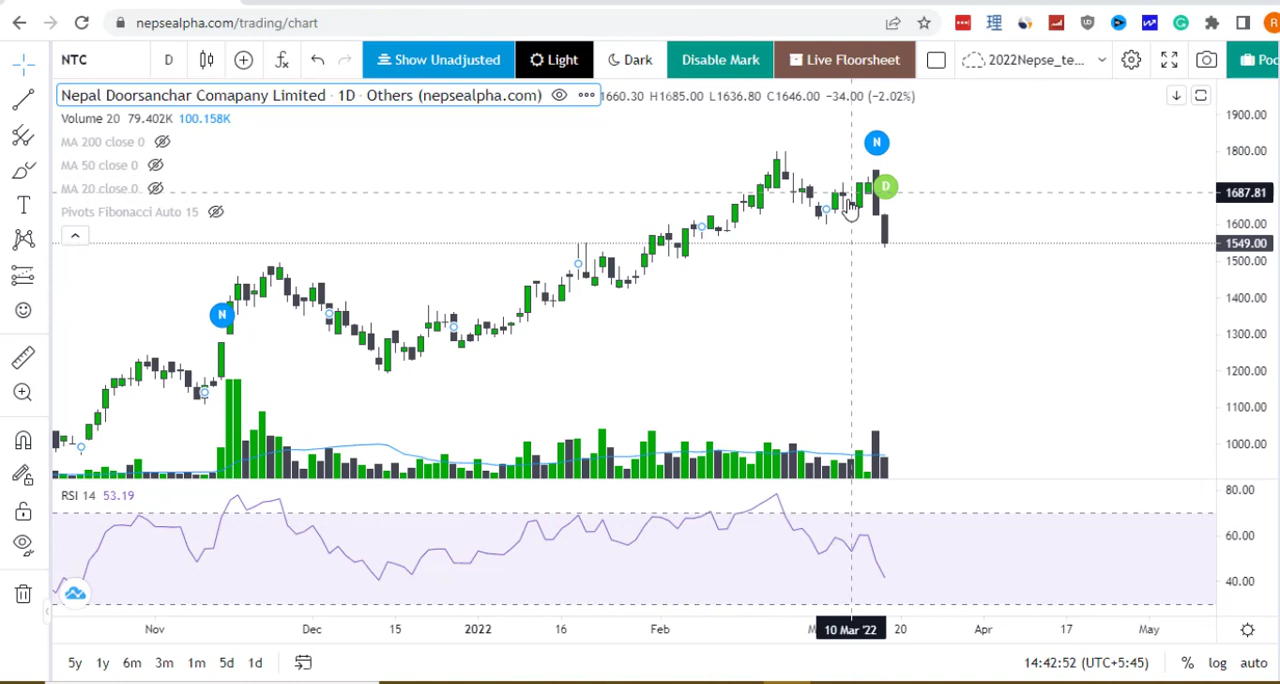 nepsealpha.com/trading/chart
NTC D Show Unadjusted Light Dark Disable Mark Live Floorsheet 2022Nepse_te...
Nepal Doorsanchar Comapany Limited · 1D · Others (nepsealpha.com) 1660.30 H1685.00 L1636.80 C1646.00 −34.00 (−2.02%)
Volume 20 79.402K 100.158K
MA 200 close 0
MA 50 close 0
MA 20 close 0
Pivots Fibonacci Auto 15
N
D
N
1900.00
1800.00
1687.81
1600.00
1549.00
1500.00
1400.00
1300.00
1200.00
1100.00
1000.00
RSI 14 53.19
80.00
60.00
40.00
Nov Dec 15 2022 16 Feb 10 Mar '22 20 Apr 17 May
5y 1y 6m 3m 1m 5d 1d 14:42:52 (UTC+5:45) % log auto